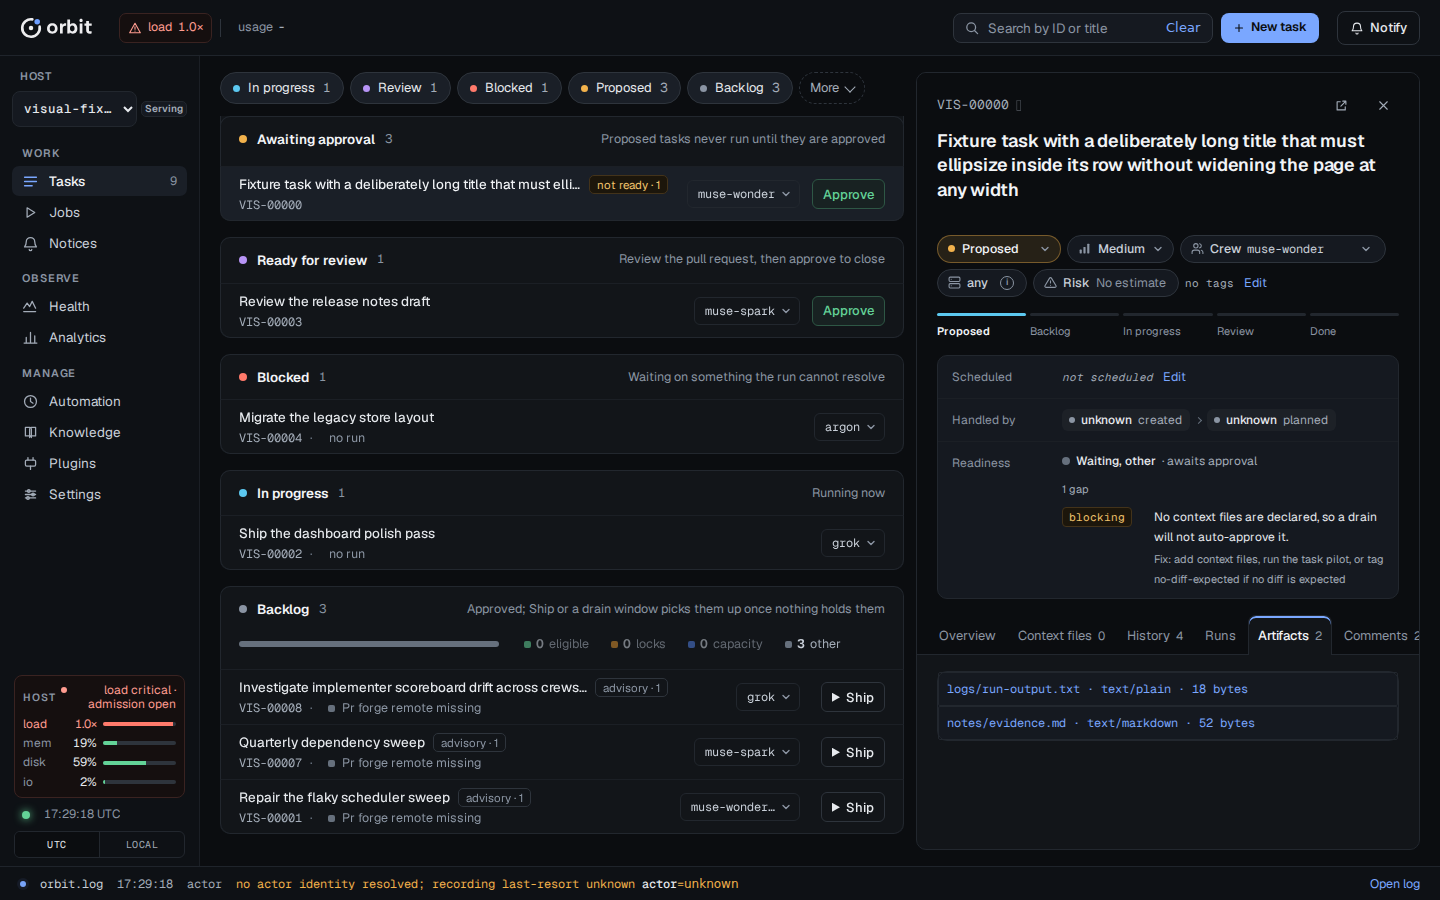 orbit
load 1.0×
usage -
Search by ID or title
Clear
+ New task
Notify
HOST
visual-fix…
Serving
WORK
Tasks 9
Jobs
Notices
OBSERVE
Health
Analytics
MANAGE
Automation
Knowledge
Plugins
Settings
HOST
load critical ·
admission open
load 1.0×
mem 19%
disk 59%
io 2%
17:29:18 UTC
UTC
LOCAL
In progress 1
Review 1
Blocked 1
Proposed 3
Backlog 3
More
Awaiting approval 3
Proposed tasks never run until they are approved
Fixture task with a deliberately long title that must elli…
not ready · 1
VIS-00000
muse-wonder
Approve
Ready for review 1
Review the pull request, then approve to close
Review the release notes draft
VIS-00003
muse-spark
Approve
Blocked 1
Waiting on something the run cannot resolve
Migrate the legacy store layout
VIS-00004 · no run
argon
In progress 1
Running now
Ship the dashboard polish pass
VIS-00002 · no run
grok
Backlog 3
Approved; Ship or a drain window picks them up once nothing holds them
0 eligible
0 locks
0 capacity
3 other
Investigate implementer scoreboard drift across crews…
advisory · 1
VIS-00008 · Pr forge remote missing
grok
Ship
Quarterly dependency sweep
advisory · 1
VIS-00007 · Pr forge remote missing
muse-spark
Ship
Repair the flaky scheduler sweep
advisory · 1
VIS-00001 · Pr forge remote missing
muse-wonder…
Ship
VIS-00000
Fixture task with a deliberately long title that must
ellipsize inside its row without widening the page at
any width
Proposed
Medium
Crew muse-wonder
any
Risk No estimate
no tags
Edit
Proposed
Backlog
In progress
Review
Done
Scheduled
not scheduled
Edit
Handled by
unknown created
›
unknown planned
Readiness
Waiting, other · awaits approval
1 gap
blocking
No context files are declared, so a drain
will not auto-approve it.
Fix: add context files, run the task pilot, or tag
no-diff-expected if no diff is expected
Overview
Context files 0
History 4
Runs
Artifacts 2
Comments 2
logs/run-output.txt · text/plain · 18 bytes
notes/evidence.md · text/markdown · 52 bytes
orbit.log 17:29:18 actor no actor identity resolved; recording last-resort unknown actor=unknown
Open log